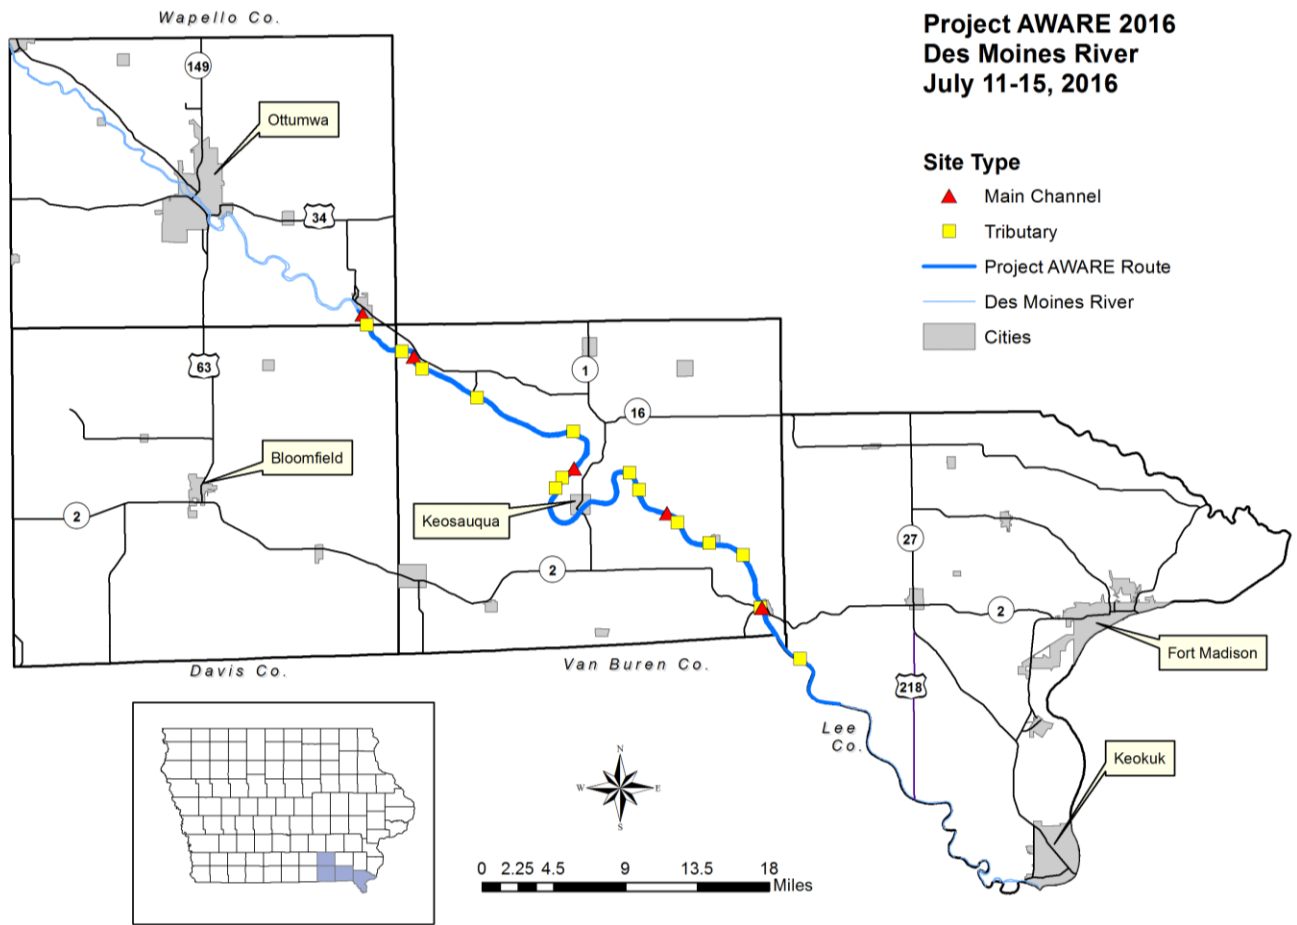 Wapello Co.
Project AWARE 2016
Des Moines River
July 11-15, 2016
149
Ottumwa
Site Type
Main Channel
34
Tributary
Project AWARE Route
Des Moines River
Cities
63
1
16
Bloomfield
2
Keosauqua
27
2
2
Fort Madison
Davis Co.
Van Buren Co.
218
Lee
Co.
Keokuk
N
W
E
S
0 2.25 4.5 9 13.5 18
Miles